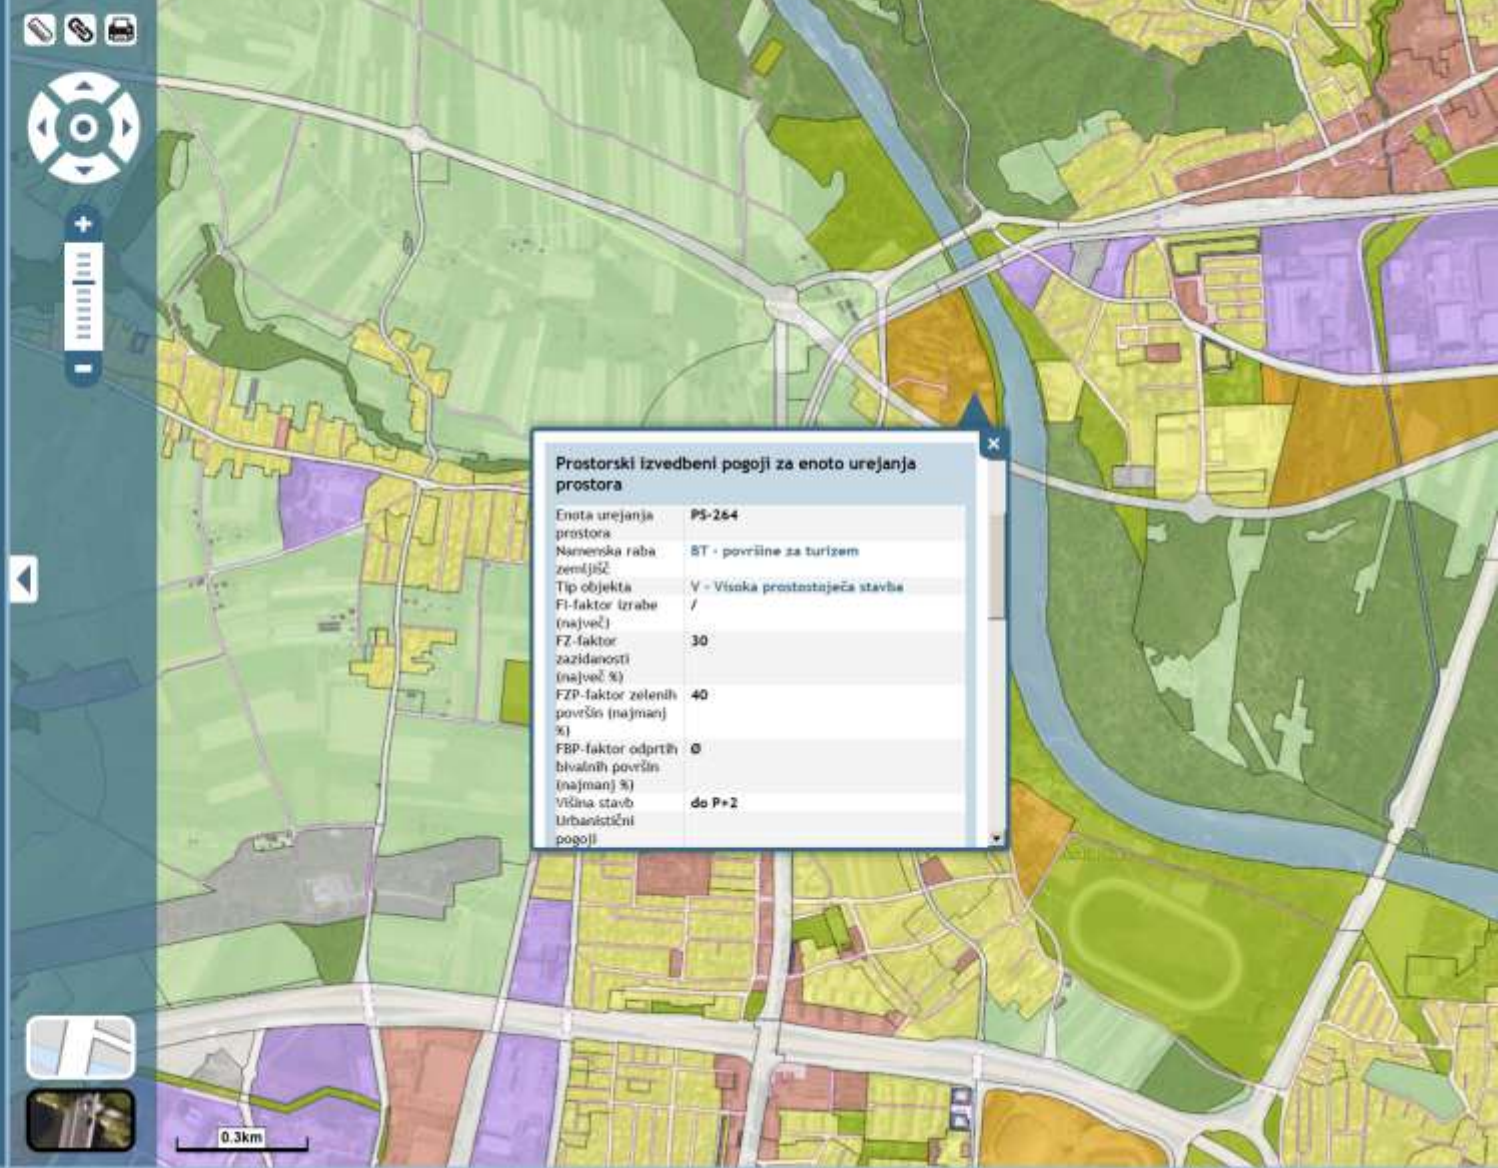 Prostorski izvedbeni pogoji za enoto urejanja
prostora
Enota urejanja PS-264
prostora
Namenska raba BT - površine za turizem
zemljišč
Tip objekta V - Visoka prostostoječa stavba
FI-faktor izrabe /
(največ)
FZ-faktor 30
zazidanosti
(največ %)
FZP-faktor zelenih 40
površin (najmanj
%)
FBP-faktor odprtih Ø
bivalnih površin
(najmanj %)
Višina stavb do P+2
Urbanistični
pogoji
0.3km